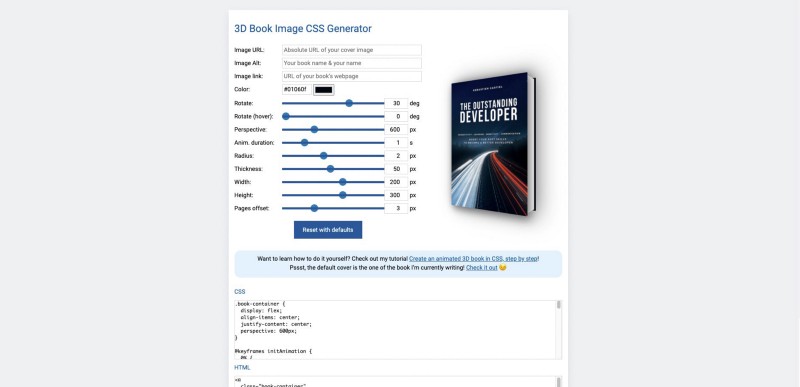 3D Book Image CSS Generator
Image URL: Absolute URL of your cover image
Image Alt: Your book name & your name
Image link: URL of your book's webpage
Color: #01060f
Rotate: 30 deg
Rotate (hover): 0 deg
Perspective: 600 px
Anim. duration: 1 s
Radius: 2 px
Thickness: 50 px
Width: 200 px
Height: 300 px
Pages offset: 3 px
Reset with defaults
THE OUTSTANDING
DEVELOPER
Want to learn how to do it yourself? Check out my tutorial Create an animated 3D book in CSS, step by step!
Pssst, the default cover is the one of the book I'm currently writing! Check it out 😉
CSS
.book-container {
display: flex;
align-items: center;
justify-content: center;
perspective: 600px;
}
@keyframes initAnimation {
0% {
HTML
<a
class="book-container"